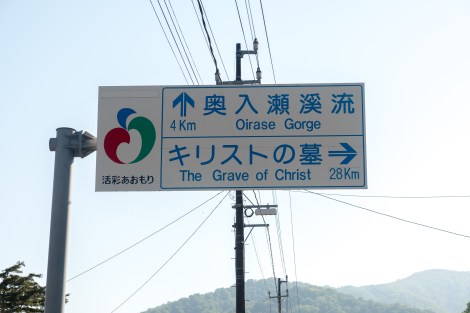 奥入瀬溪流
4Km Oirase Gorge
キリストの墓
The Grave of Christ 28Km
活彩あおもり